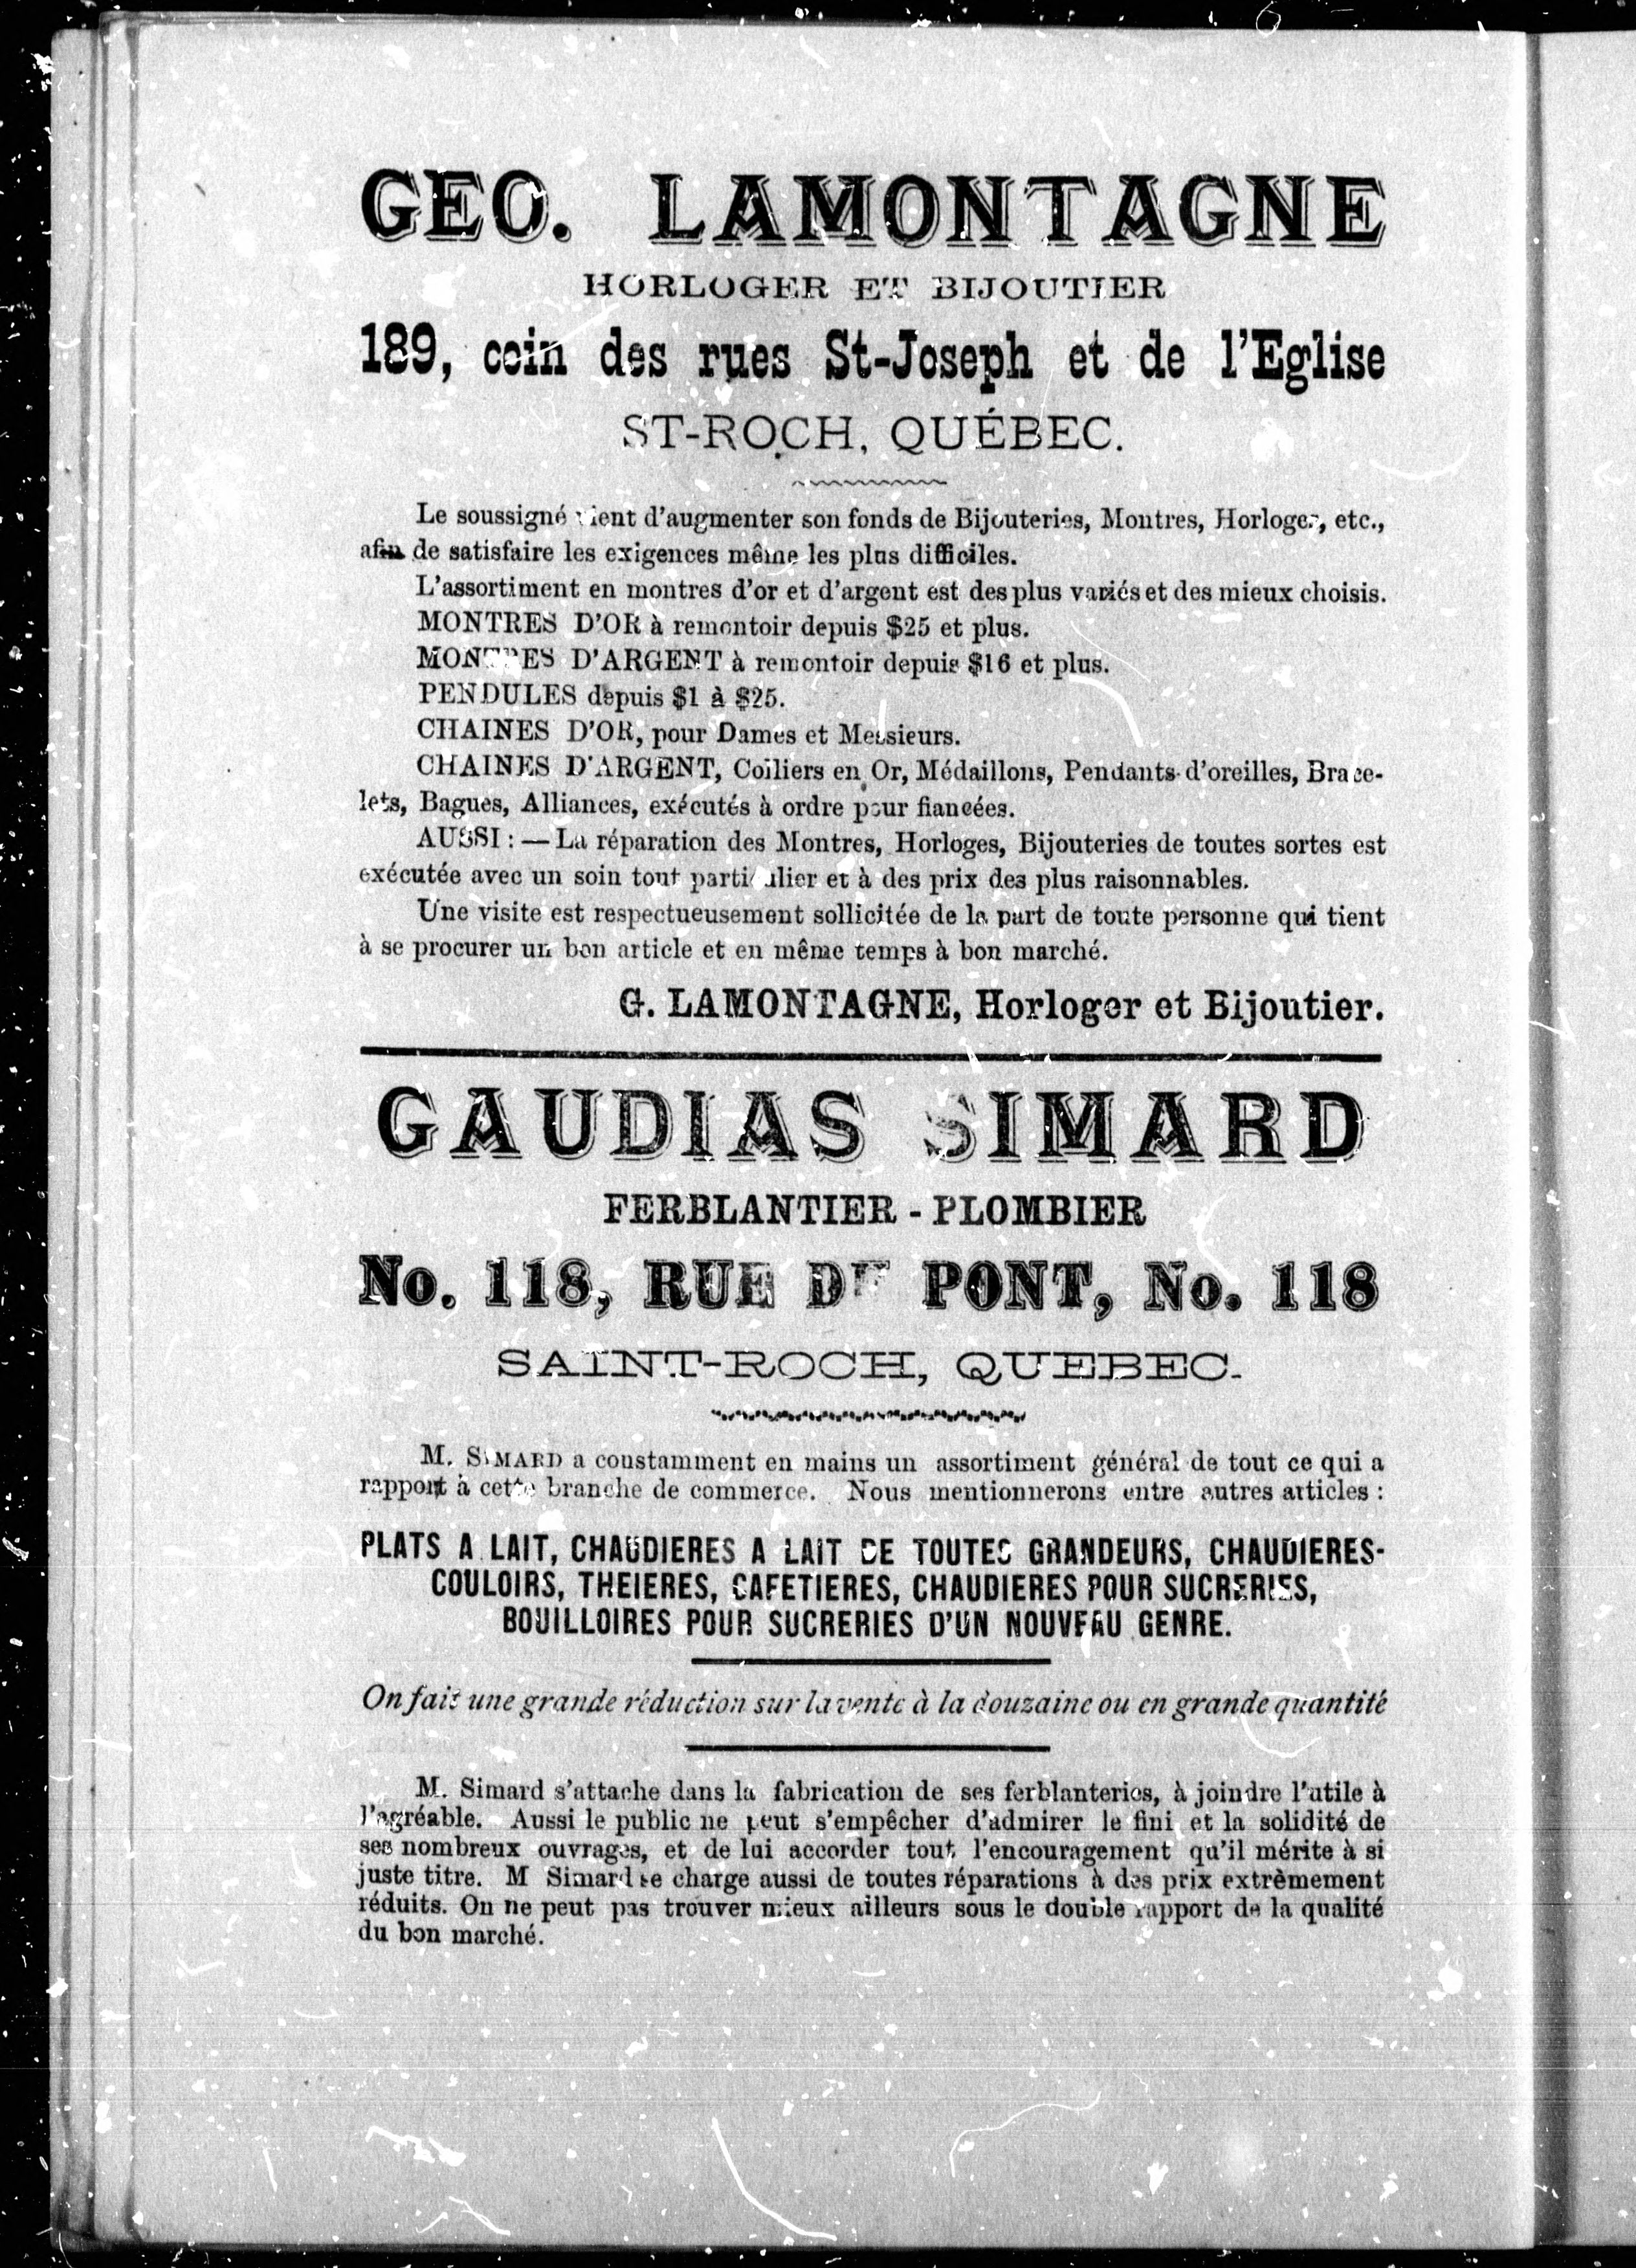 GEO. LAMONTAGNE
HORLOGER ET BIJOUTIER
189, coin des rues St-Joseph et de l'Eglise
ST-ROCH, QUÉBEC.
Le soussigné vient d'augmenter son fonds de Bijouteries, Montres, Horloges, etc.,
afin de satisfaire les exigences même les plus difficiles.
L'assortiment en montres d'or et d'argent est des plus variés et des mieux choisis.
MONTRES D'OR à remontoir depuis $25 et plus.
MONTRES D'ARGENT à remontoir depuis $16 et plus.
PENDULES depuis $1 à $25.
CHAINES D'OR, pour Dames et Messieurs.
CHAINES D'ARGENT, Colliers en Or, Médaillons, Pendants d'oreilles, Brace-
lets, Bagues, Alliances, exécutés à ordre pour fiancées.
AUSSI : — La réparation des Montres, Horloges, Bijouteries de toutes sortes est
exécutée avec un soin tout particulier et à des prix des plus raisonnables.
Une visite est respectueusement sollicitée de la part de toute personne qui tient
à se procurer un bon article et en même temps à bon marché.
G. LAMONTAGNE, Horloger et Bijoutier.
GAUDIAS SIMARD
FERBLANTIER - PLOMBIER
No. 118, RUE DU PONT, No. 118
SAINT-ROCH, QUEBEC.
M. SIMARD a constamment en mains un assortiment général de tout ce qui a
rapport à cette branche de commerce. Nous mentionnerons entre autres articles :
PLATS A LAIT, CHAUDIERES A LAIT DE TOUTES GRANDEURS, CHAUDIERES-
COULOIRS, THEIERES, CAFETIERES, CHAUDIERES POUR SUCRERIES,
BOUILLOIRES POUR SUCRERIES D'UN NOUVEAU GENRE.
On fait une grande réduction sur la vente à la douzaine ou en grande quantité
M. Simard s'attache dans la fabrication de ses ferblanteries, à joindre l'utile à
l'agréable. Aussi le public ne peut s'empêcher d'admirer le fini et la solidité de
ses nombreux ouvrages, et de lui accorder tout l'encouragement qu'il mérite à si
juste titre. M Simard se charge aussi de toutes réparations à des prix extrèmement
réduits. On ne peut pas trouver mieux ailleurs sous le double rapport de la qualité
du bon marché.